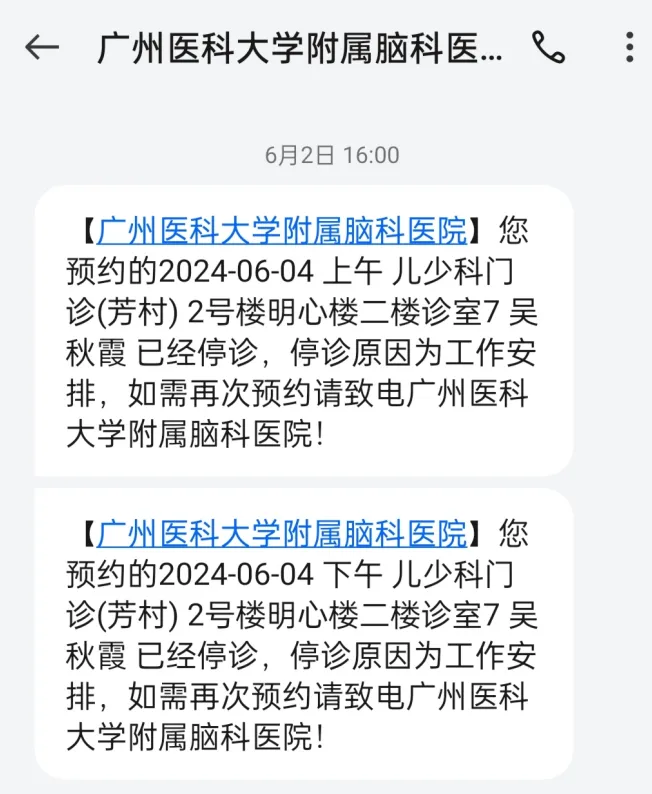 广州医科大学附属脑科医...
6月2日 16:00
【广州医科大学附属脑科医院】您
预约的2024-06-04 上午 儿少科门
诊(芳村) 2号楼明心楼二楼诊室7 吴
秋霞 已经停诊，停诊原因为工作安
排，如需再次预约请致电广州医科
大学附属脑科医院！
【广州医科大学附属脑科医院】您
预约的2024-06-04 下午 儿少科门
诊(芳村) 2号楼明心楼二楼诊室7 吴
秋霞 已经停诊，停诊原因为工作安
排，如需再次预约请致电广州医科
大学附属脑科医院！